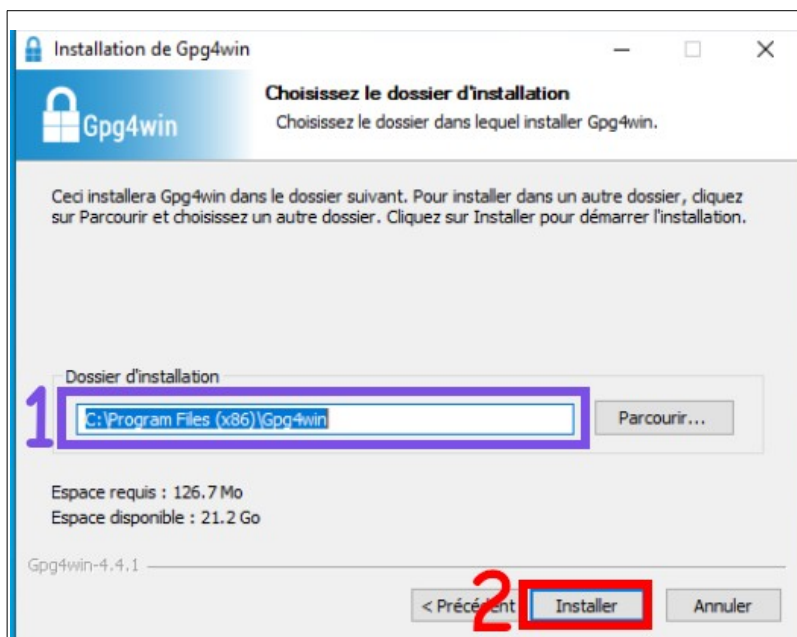 Installation de Gpg4win
Gpg4win
Choisissez le dossier d'installation
Choisissez le dossier dans lequel installer Gpg4win.
Ceci installera Gpg4win dans le dossier suivant. Pour installer dans un autre dossier, cliquez
sur Parcourir et choisissez un autre dossier. Cliquez sur Installer pour démarrer l'installation.
Dossier d'installation
1
C:\Program Files (x86)\Gpg4win
Parcourir...
Espace requis : 126.7 Mo
Espace disponible : 21.2 Go
Gpg4win-4.4.1
< Précédent
2
Installer
Annuler